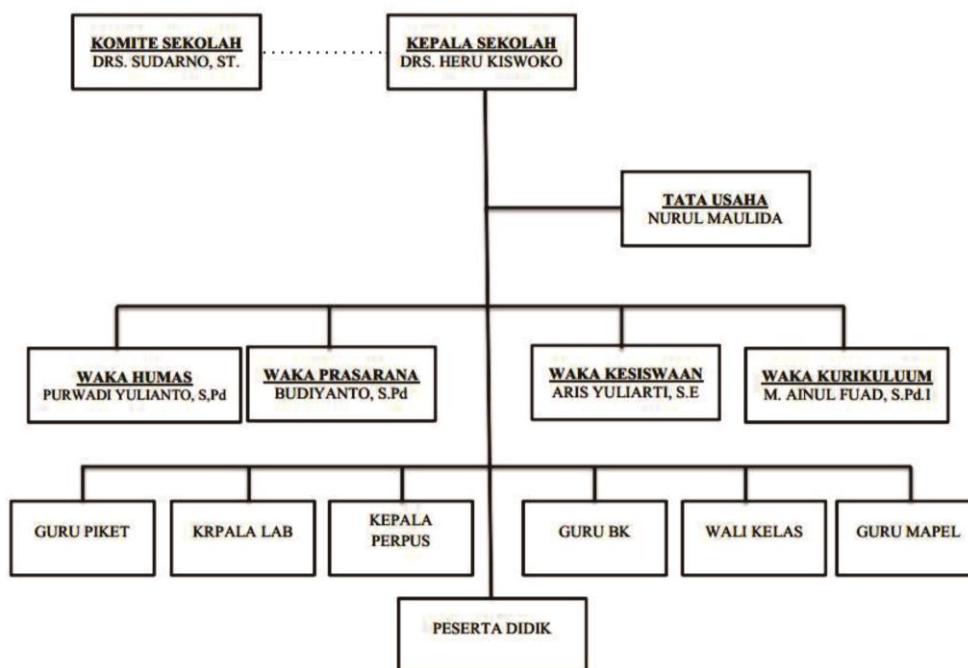 KOMITE SEKOLAH
DRS. SUDARNO, ST.
KEPALA SEKOLAH
DRS. HERU KISWOKO
TATA USAHA
NURUL MAULIDA
WAKA HUMAS
PURWADI YULIANTO, S,Pd
WAKA PRASARANA
BUDIYANTO, S.Pd
WAKA KESISWAAN
ARIS YULIARTI, S.E
WAKA KURIKULUUM
M. AINUL FUAD, S.Pd.I
GURU PIKET
KRPALA LAB
KEPALA
PERPUS
GURU BK
WALI KELAS
GURU MAPEL
PESERTA DIDIK